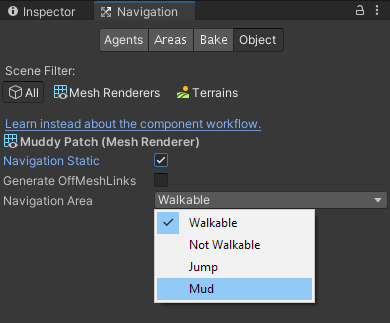 Inspector Navigation
Agents Areas Bake Object
Scene Filter:
All Mesh Renderers Terrains
Learn instead about the component workflow.
Muddy Patch (Mesh Renderer)
Navigation Static
Generate OffMeshLinks
Navigation Area Walkable
Walkable
Not Walkable
Jump
Mud